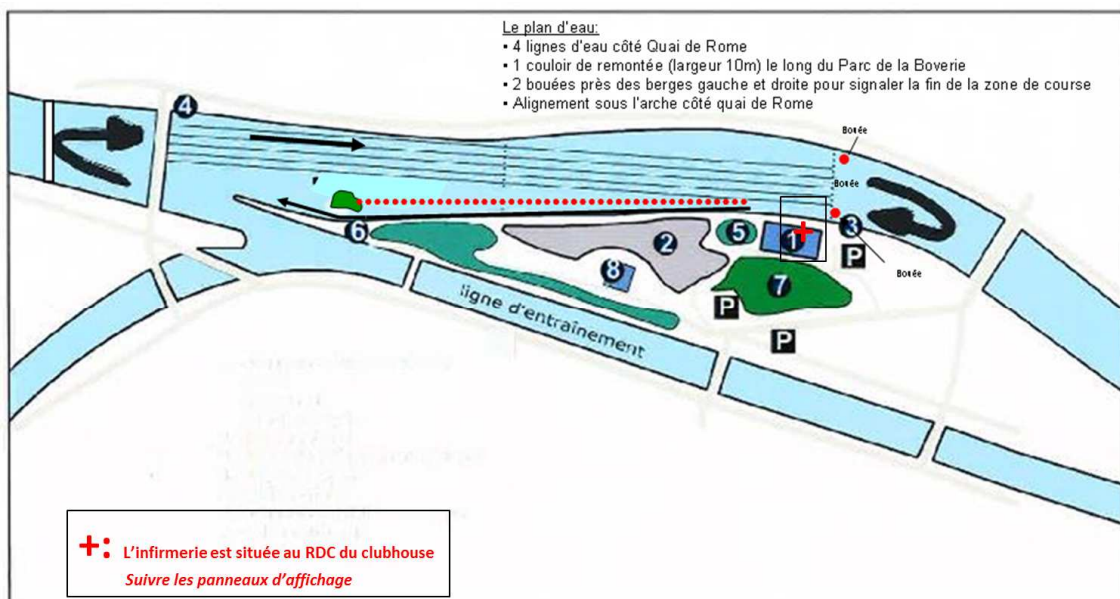 Le plan d'eau:
▪ 4 lignes d'eau côté Quai de Rome
▪ 1 couloir de remontée (largeur 10m) le long du Parc de la Boverie
▪ 2 bouées près des berges gauche et droite pour signaler la fin de la zone de course
▪ Alignement sous l'arche côté quai de Rome
4
Bouée
Bouée
3
5
1
6
2
P
Bouée
8
7
P
P
ligne d'entraînement
+: L'infirmerie est située au RDC du clubhouse
Suivre les panneaux d'affichage